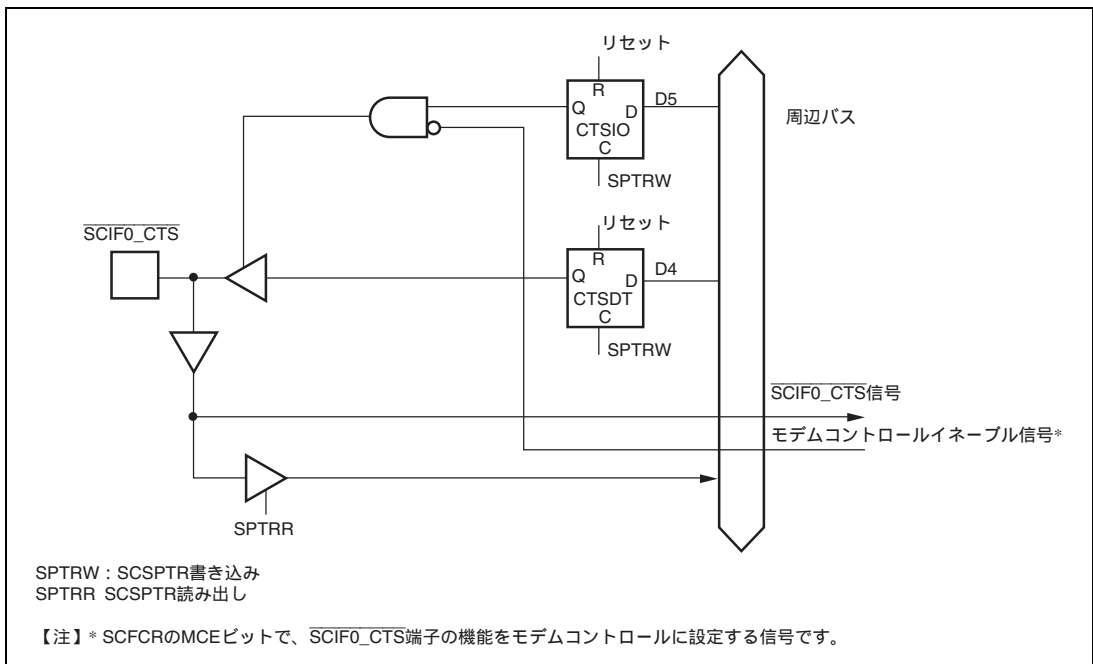 リセット
R
Q
D
D5
CTSIO
C
周辺バス
SPTRW
リセット
SCIF0_CTS
R
Q
D
D4
CTSDT
C
SPTRW
SCIF0_CTS信号
モデムコントロールイネーブル信号*
SPTRR
SPTRW : SCSPTR書き込み
SPTRR SCSPTR読み出し
【注】* SCFCRのMCEビットで、SCIF0_CTS端子の機能をモデムコントロールに設定する信号です。